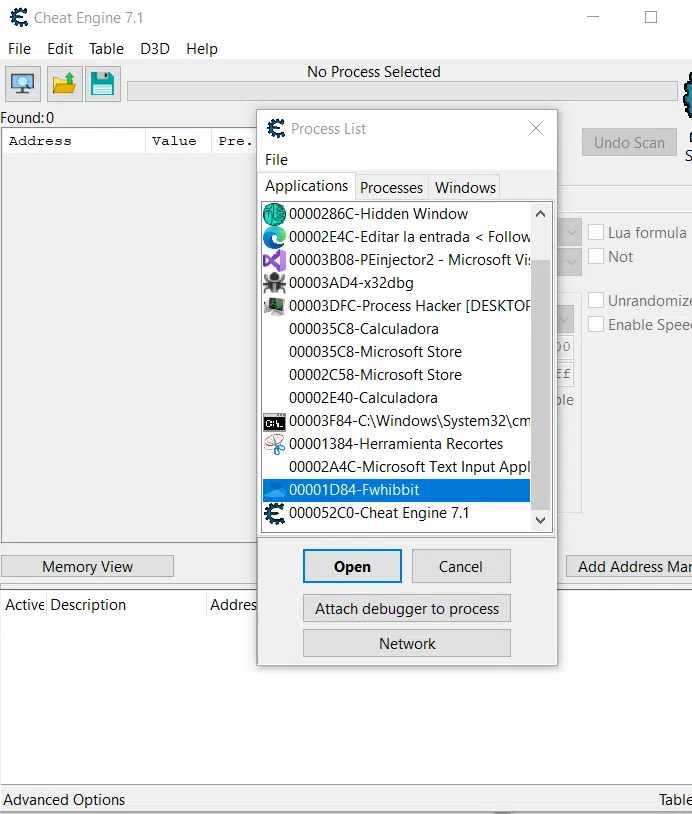 Cheat Engine 7.1
File Edit Table D3D Help
No Process Selected
Found:0
Address Value Pre.
Undo Scan
Lua formula
Not
Unrandomize
Enable Spee
Process List
File
Applications Processes Windows
0000286C-Hidden Window
00002E4C-Editar la entrada < Follow
00003B08-PEinjector2 - Microsoft Vis
00003AD4-x32dbg
00003DFC-Process Hacker [DESKTOP
000035C8-Calculadora
000035C8-Microsoft Store
00002C58-Microsoft Store
00002E40-Calculadora
00003F84-C:\Windows\System32\cm
00001384-Herramienta Recortes
00002A4C-Microsoft Text Input Appl
00001D84-Fwhibbit
000052C0-Cheat Engine 7.1
Open Cancel
Attach debugger to process
Network
Memory View
Add Address Man
Active Description Addres
Advanced Options
Table